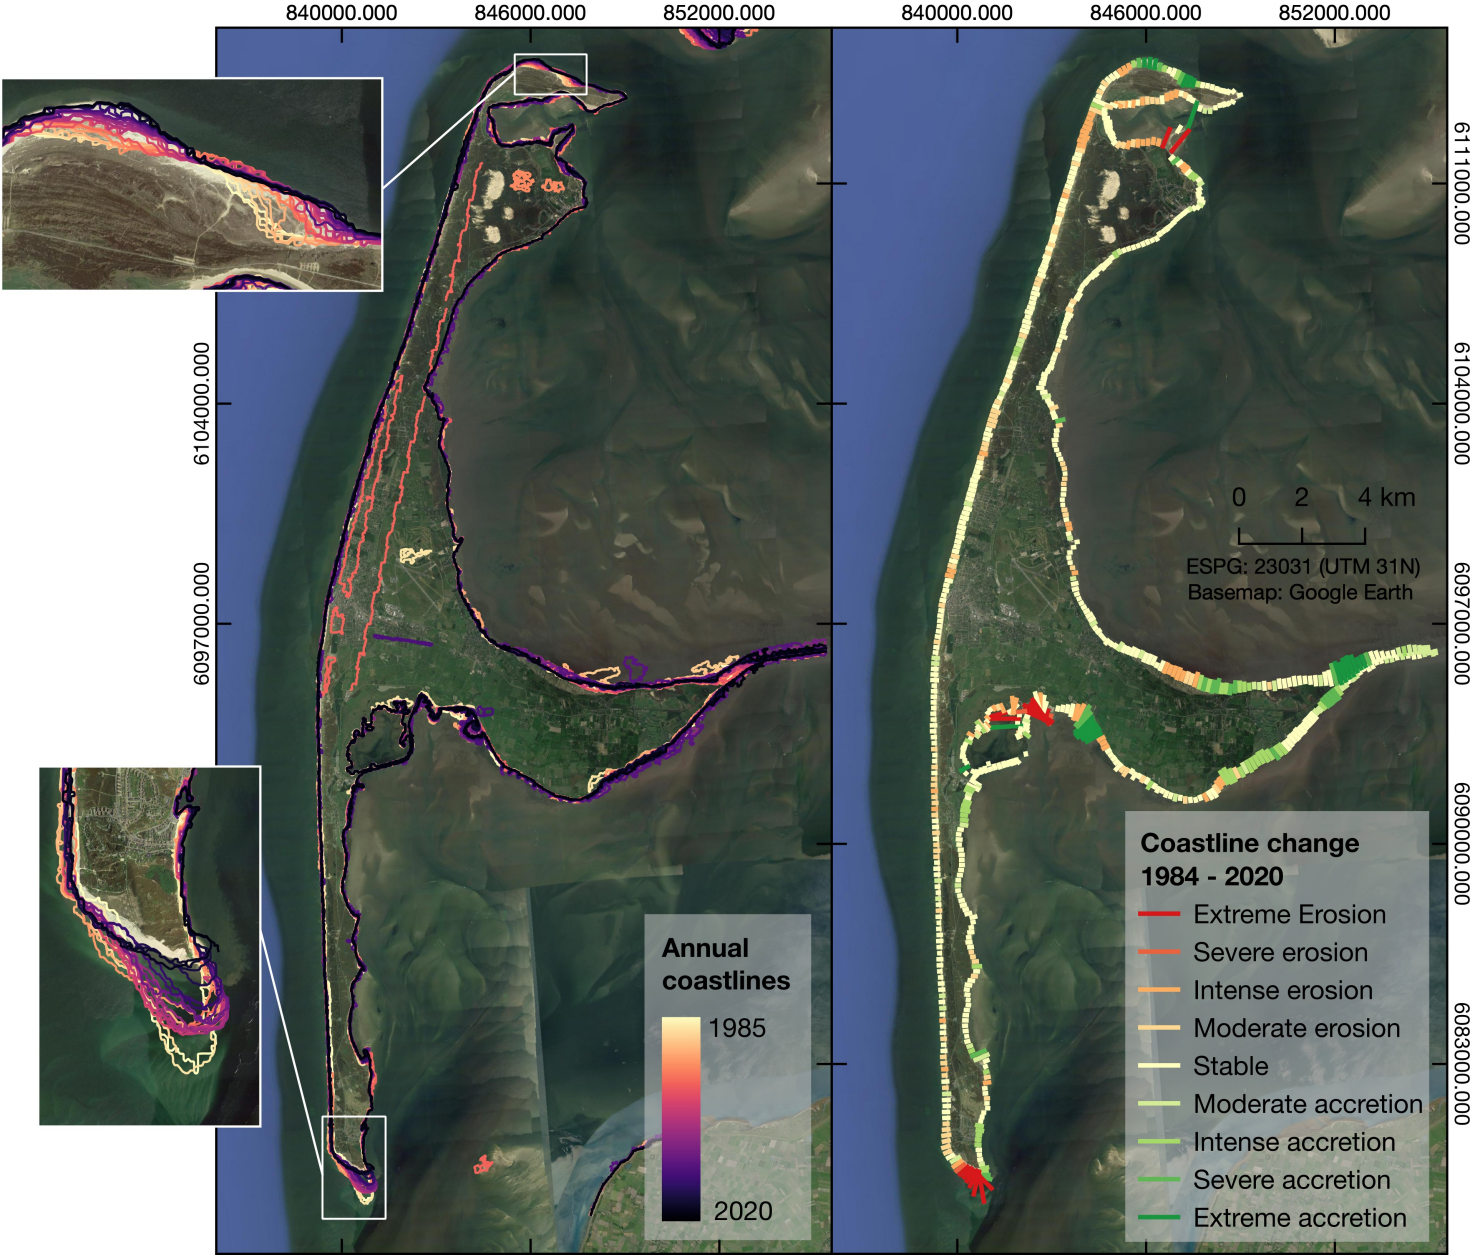 840000.000 846000.000 852000.000 840000.000 846000.000 852000.000
6111000.000
6104000.000
6104000.000
0 2 4 km
ESPG: 23031 (UTM 31N)
Basemap: Google Earth
6097000.000
6097000.000
6090000.000
6083000.000
Annual
coastlines
1985
2020
Coastline change
1984 - 2020
Extreme Erosion
Severe erosion
Intense erosion
Moderate erosion
Stable
Moderate accretion
Intense accretion
Severe accretion
Extreme accretion